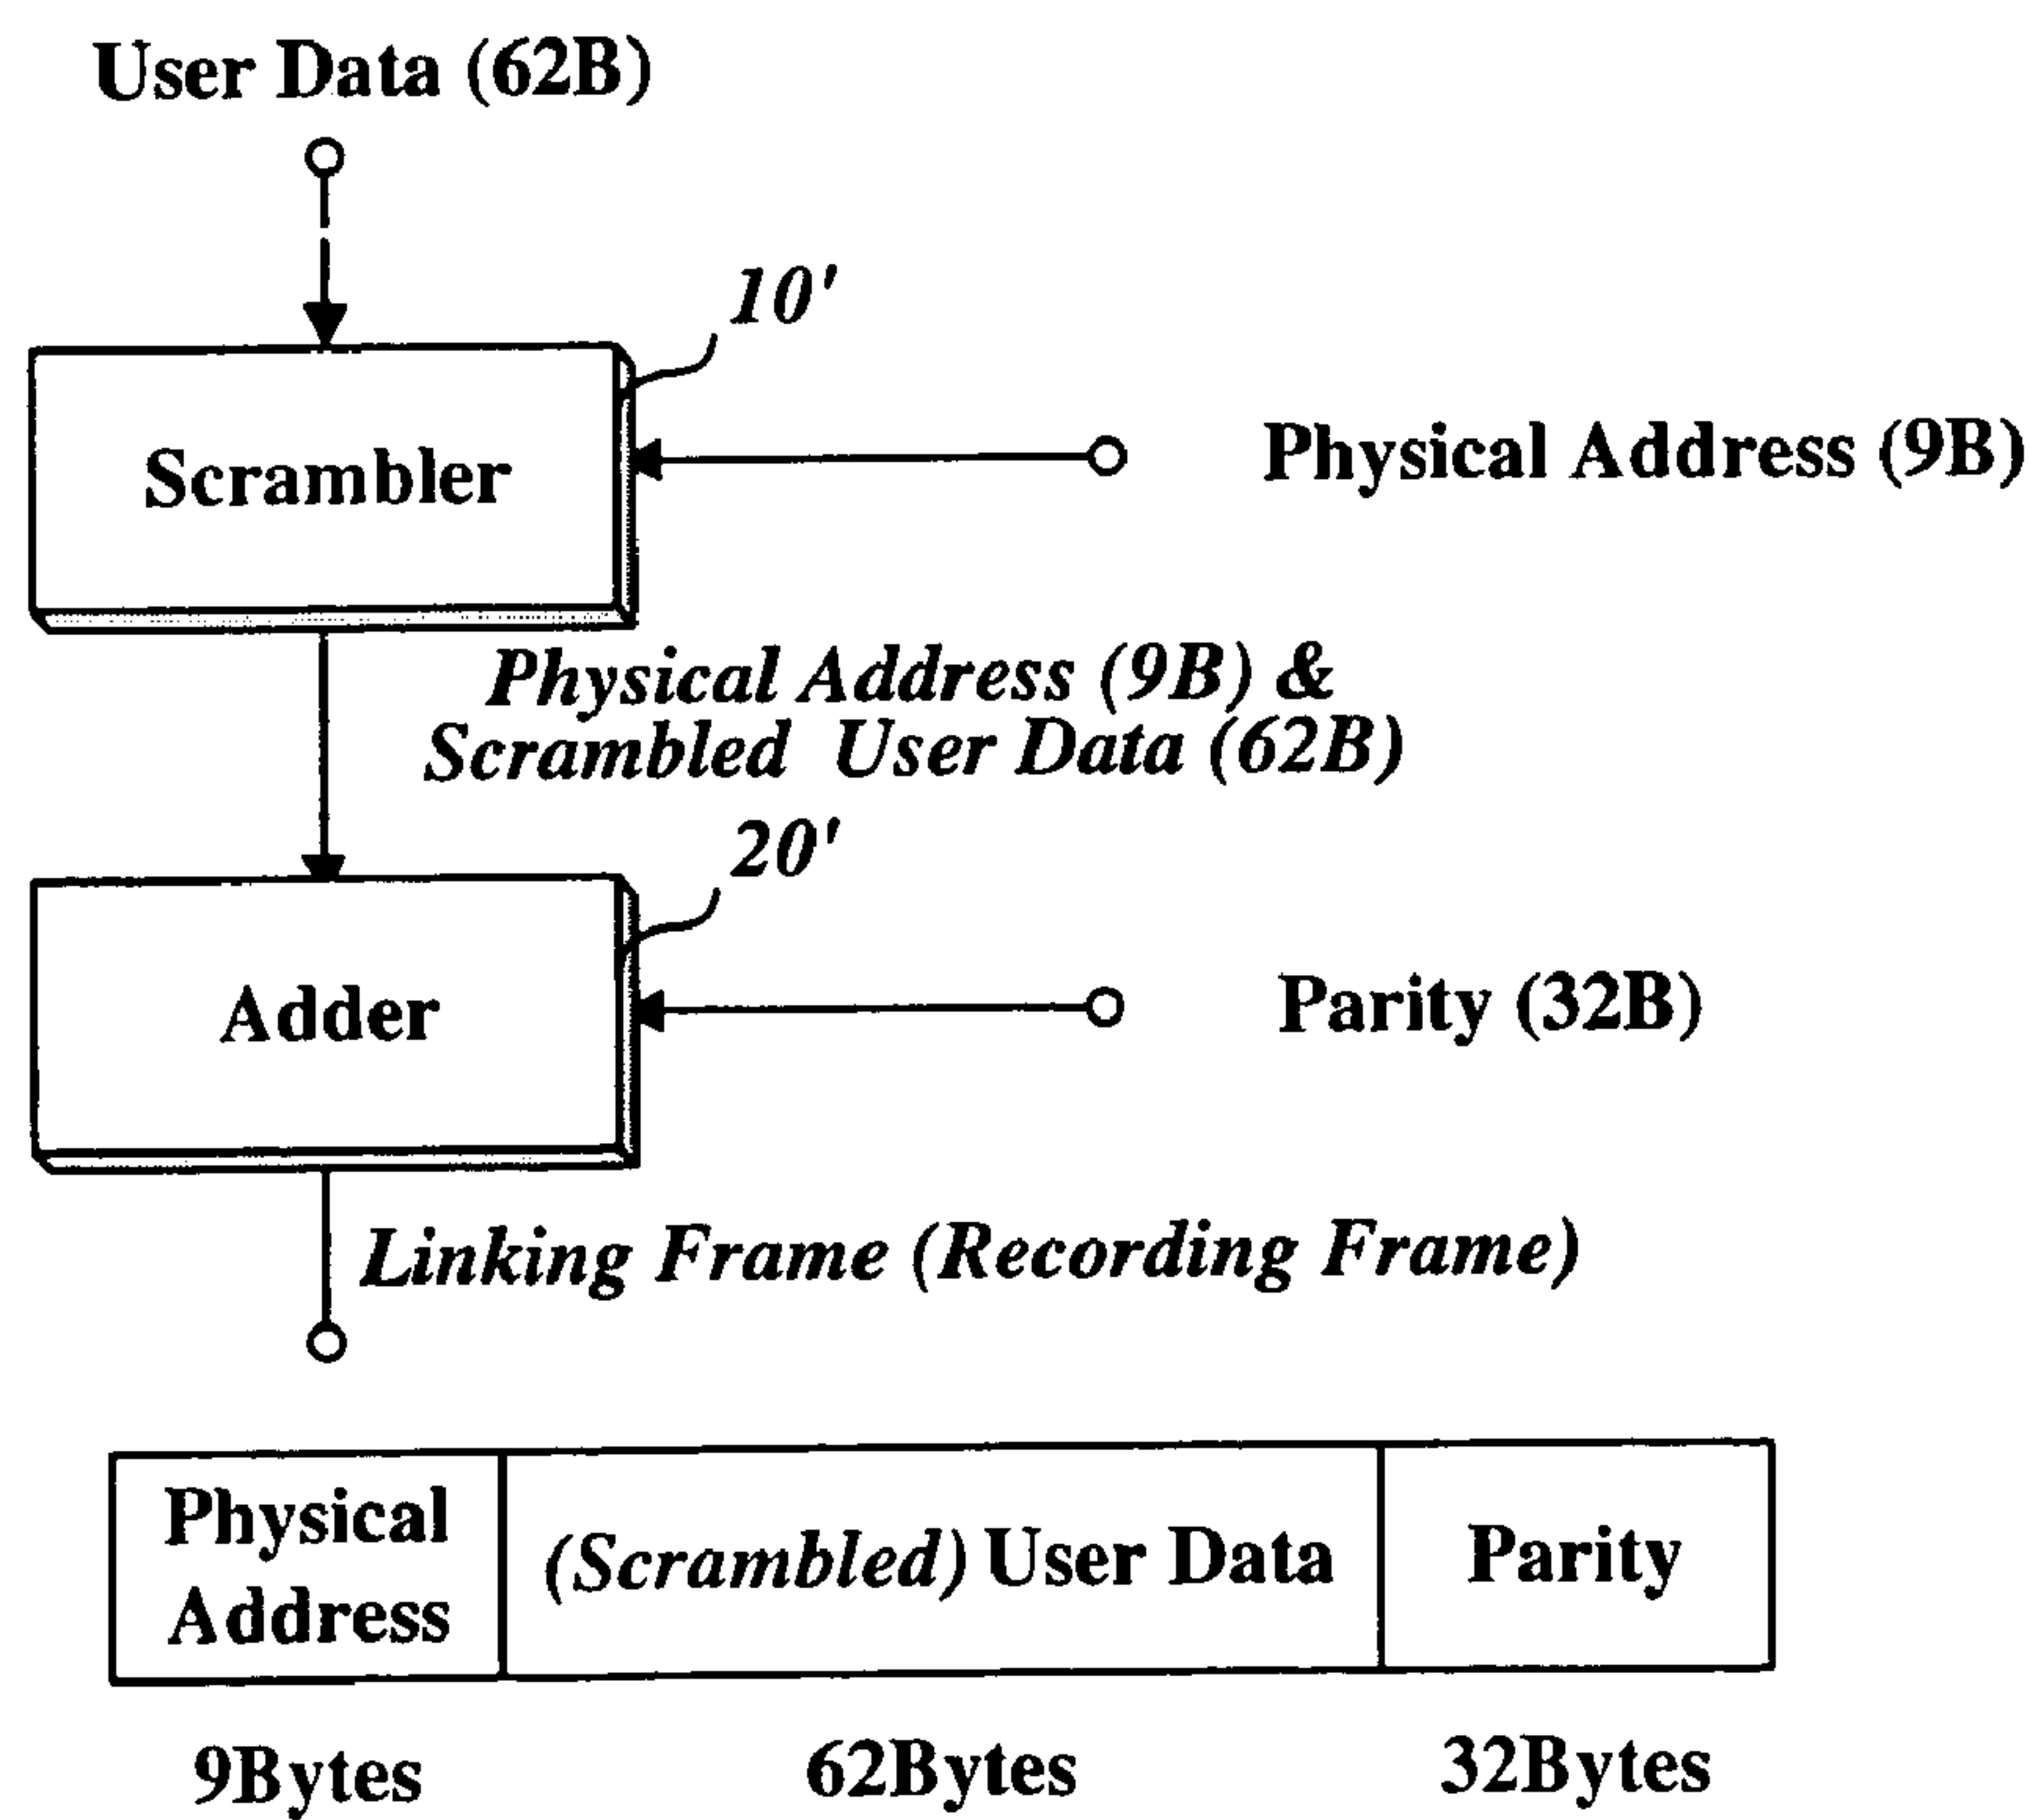 User Data (62B)
10'
Scrambler
Physical Address (9B)
Physical Address (9B) &
Scrambled User Data (62B)
20'
Adder
Parity (32B)
Linking Frame (Recording Frame)
Physical
Address
(Scrambled) User Data
Parity
9Bytes
62Bytes
32Bytes